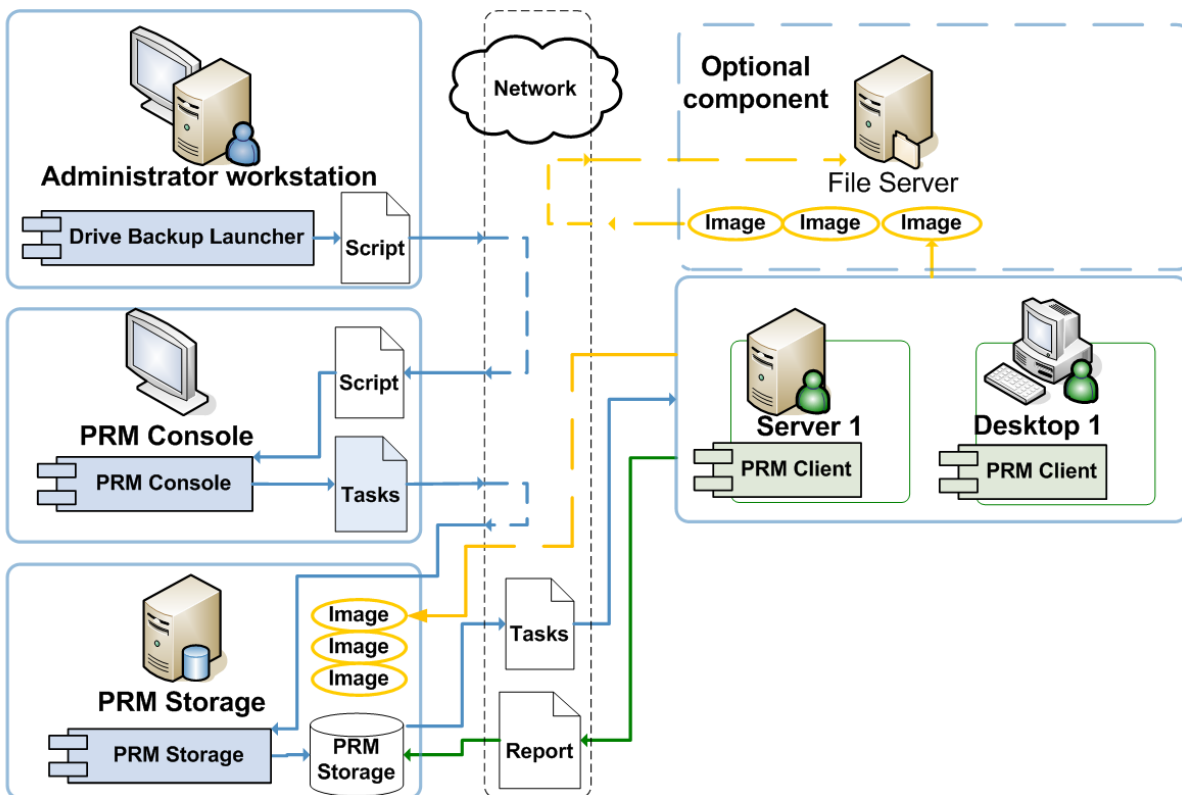 Administrator workstation
Drive Backup Launcher
Script
Network
Optional
component
File Server
Image
Image
Image
PRM Console
Script
PRM Console
Tasks
Server 1
PRM Client
Desktop 1
PRM Client
PRM Storage
Image
Image
Image
PRM Storage
PRM
Storage
Tasks
Report